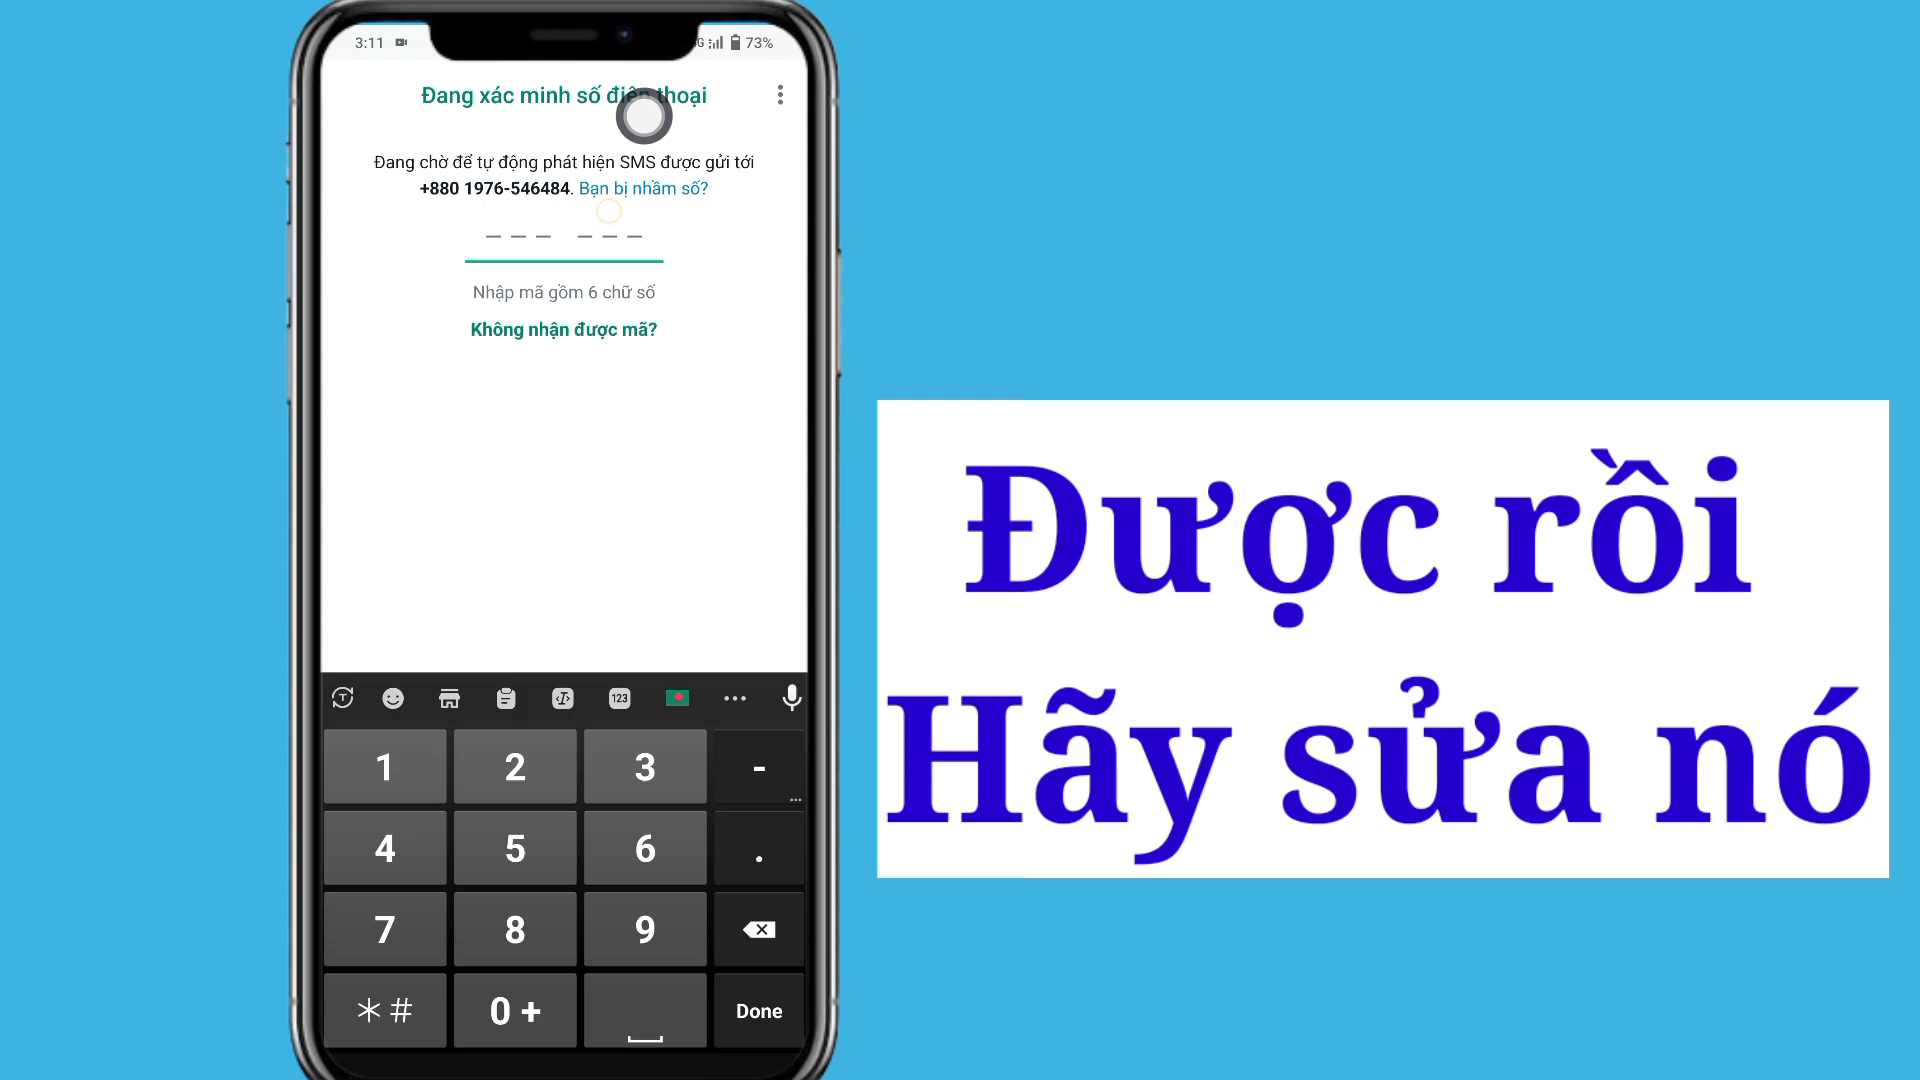 3:11
G
73%
Đang xác minh số điện thoại
Đang chờ để tự động phát hiện SMS được gửi tới
+880 1976-546484. Bạn bị nhầm số?
Nhập mã gồm 6 chữ số
Không nhận được mã?
Được rồi
Hãy sửa nó
123
1 2 3 -
4 5 6 .
7 8 9
* # 0 + Done